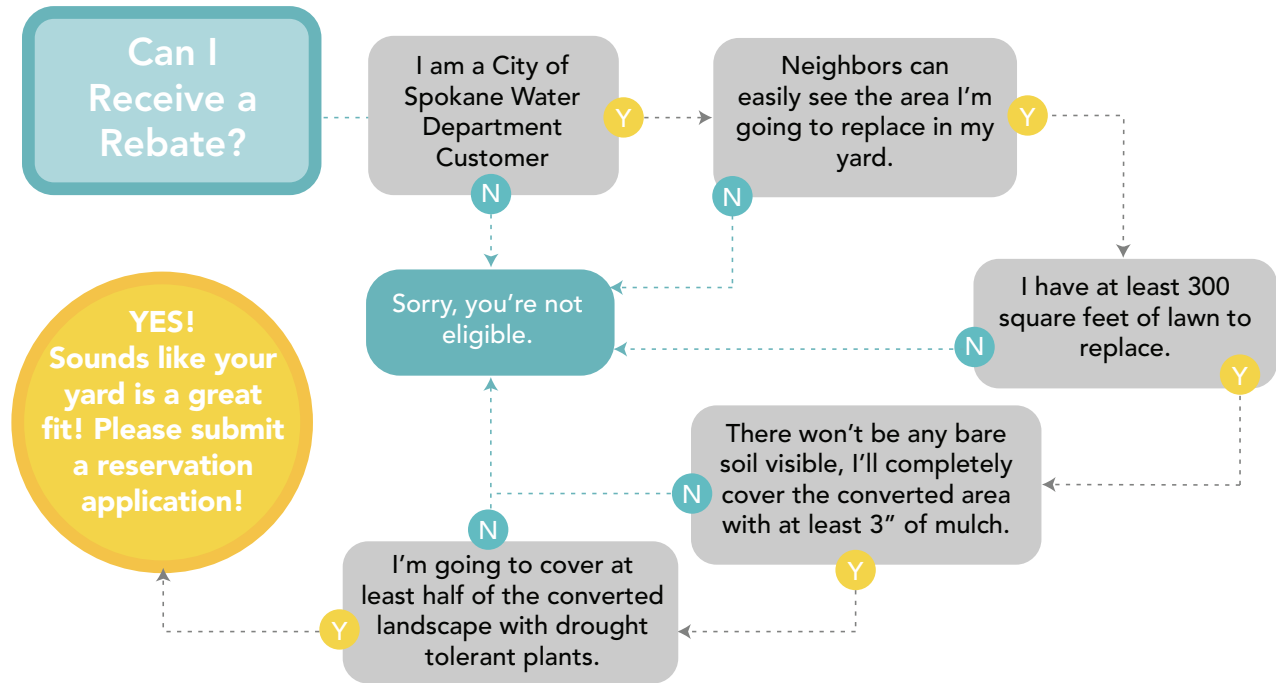 Can I
Receive a
Rebate?
I am a City of
Spokane Water
Department
Customer
Y
N
Neighbors can
easily see the area I’m
going to replace in my
yard.
Y
N
I have at least 300
square feet of lawn to
replace.
N
Y
Sorry, you’re not
eligible.
There won’t be any bare
soil visible, I’ll completely
cover the converted area
with at least 3” of mulch.
N
Y
I’m going to cover at
least half of the converted
landscape with drought
tolerant plants.
N
Y
YES!
Sounds like your
yard is a great
fit! Please submit
a reservation
application!